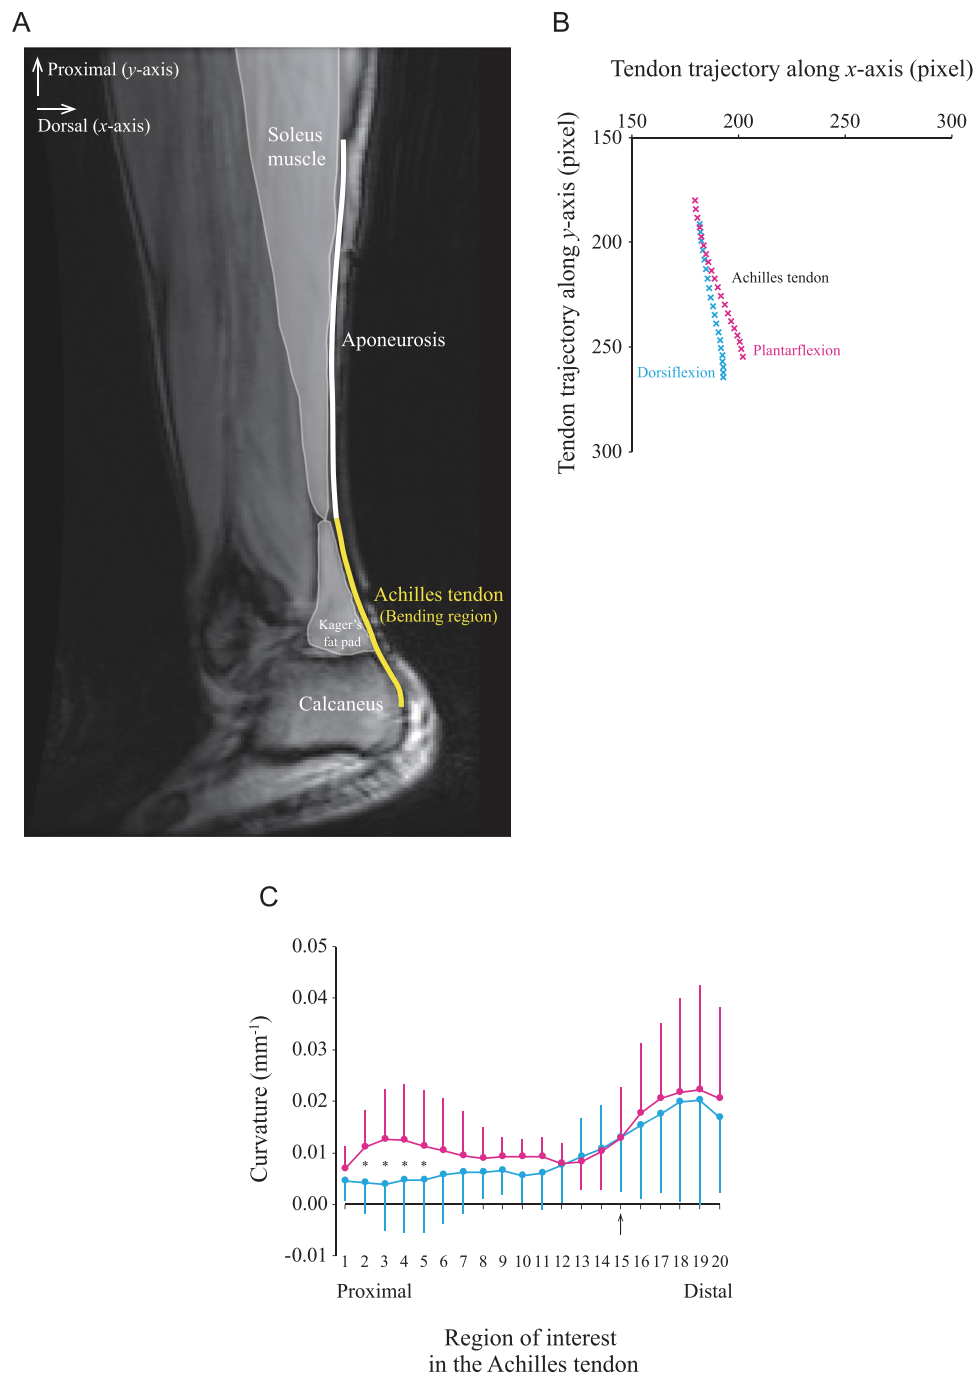 A
Proximal (y-axis)
Dorsal (x-axis)
Soleus
muscle
Aponeurosis
Achilles tendon
(Bending region)
Kager's
fat pad
Calcaneus
B
Tendon trajectory along x-axis (pixel)
150 200 250 300
Tendon trajectory along y-axis (pixel)
150
200
250
300
Achilles tendon
Plantarflexion
Dorsiflexion
C
Curvature (mm-1)
0.05
0.04
0.03
0.02
0.01
0.00
-0.01
* * * *
1 2 3 4 5 6 7 8 9 10 11 12 13 14 15 16 17 18 19 20
Proximal Distal
Region of interest
in the Achilles tendon